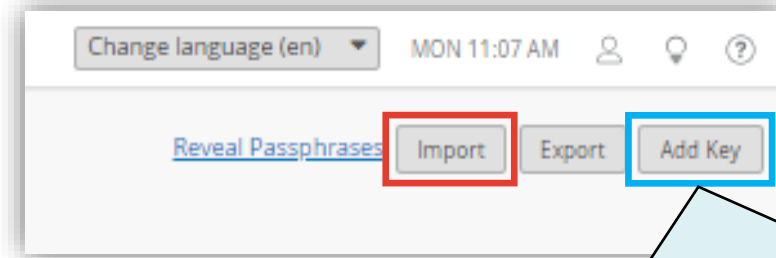 Change language (en) MON 11:07 AM ?
Reveal Passphrases Import Export Add Key